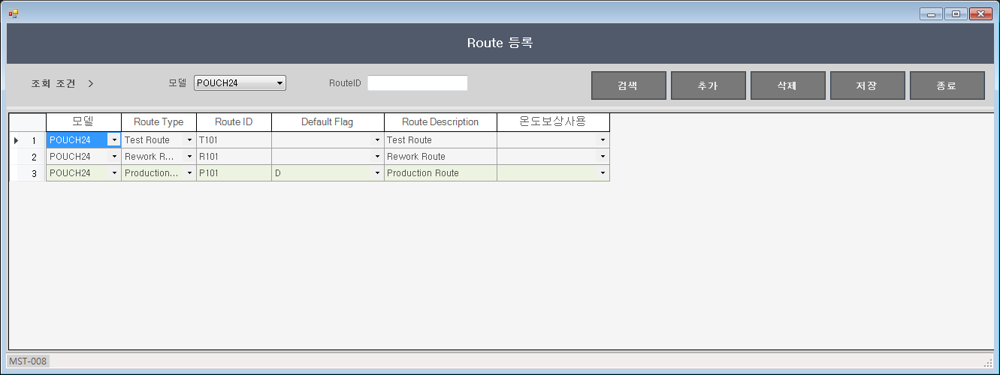 Route 등록
조회 조건 > 모델 POUCH24 RouteID 검색 추가 삭제 저장 종료
모델 Route Type Route ID Default Flag Route Description 온도보상사용
1 POUCH24 Test Route T101 Test Route
2 POUCH24 Rework R... R101 Rework Route
3 POUCH24 Production... P101 D Production Route
MST-008